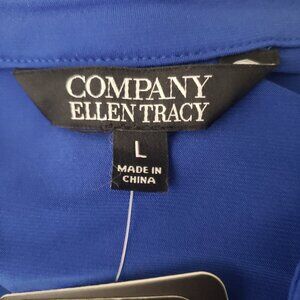 COMPANY
ELLEN TRACY
L
MADE IN
CHINA